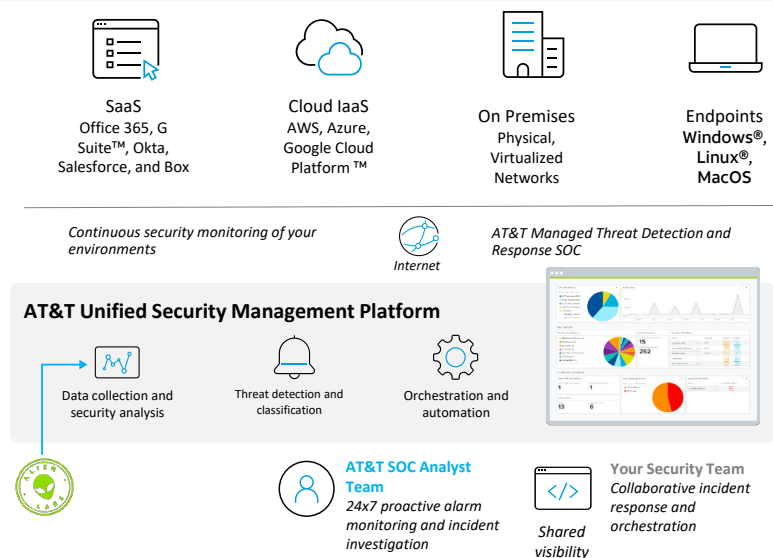 SaaS
Office 365, G
Suite™, Okta,
Salesforce, and Box
Cloud IaaS
AWS, Azure,
Google Cloud
Platform ™
On Premises
Physical,
Virtualized
Networks
Endpoints
Windows®,
Linux®,
MacOS
Continuous security monitoring of your
environments
Internet
AT&T Managed Threat Detection and
Response SOC
AT&T Unified Security Management Platform
Data collection and
security analysis
Threat detection and
classification
Orchestration and
automation
15
262
1
1
13
6
ALIEN
LABS
AT&T SOC Analyst
Team
24x7 proactive alarm
monitoring and incident
investigation
</>
Shared
visibility
Your Security Team
Collaborative incident
response and
orchestration